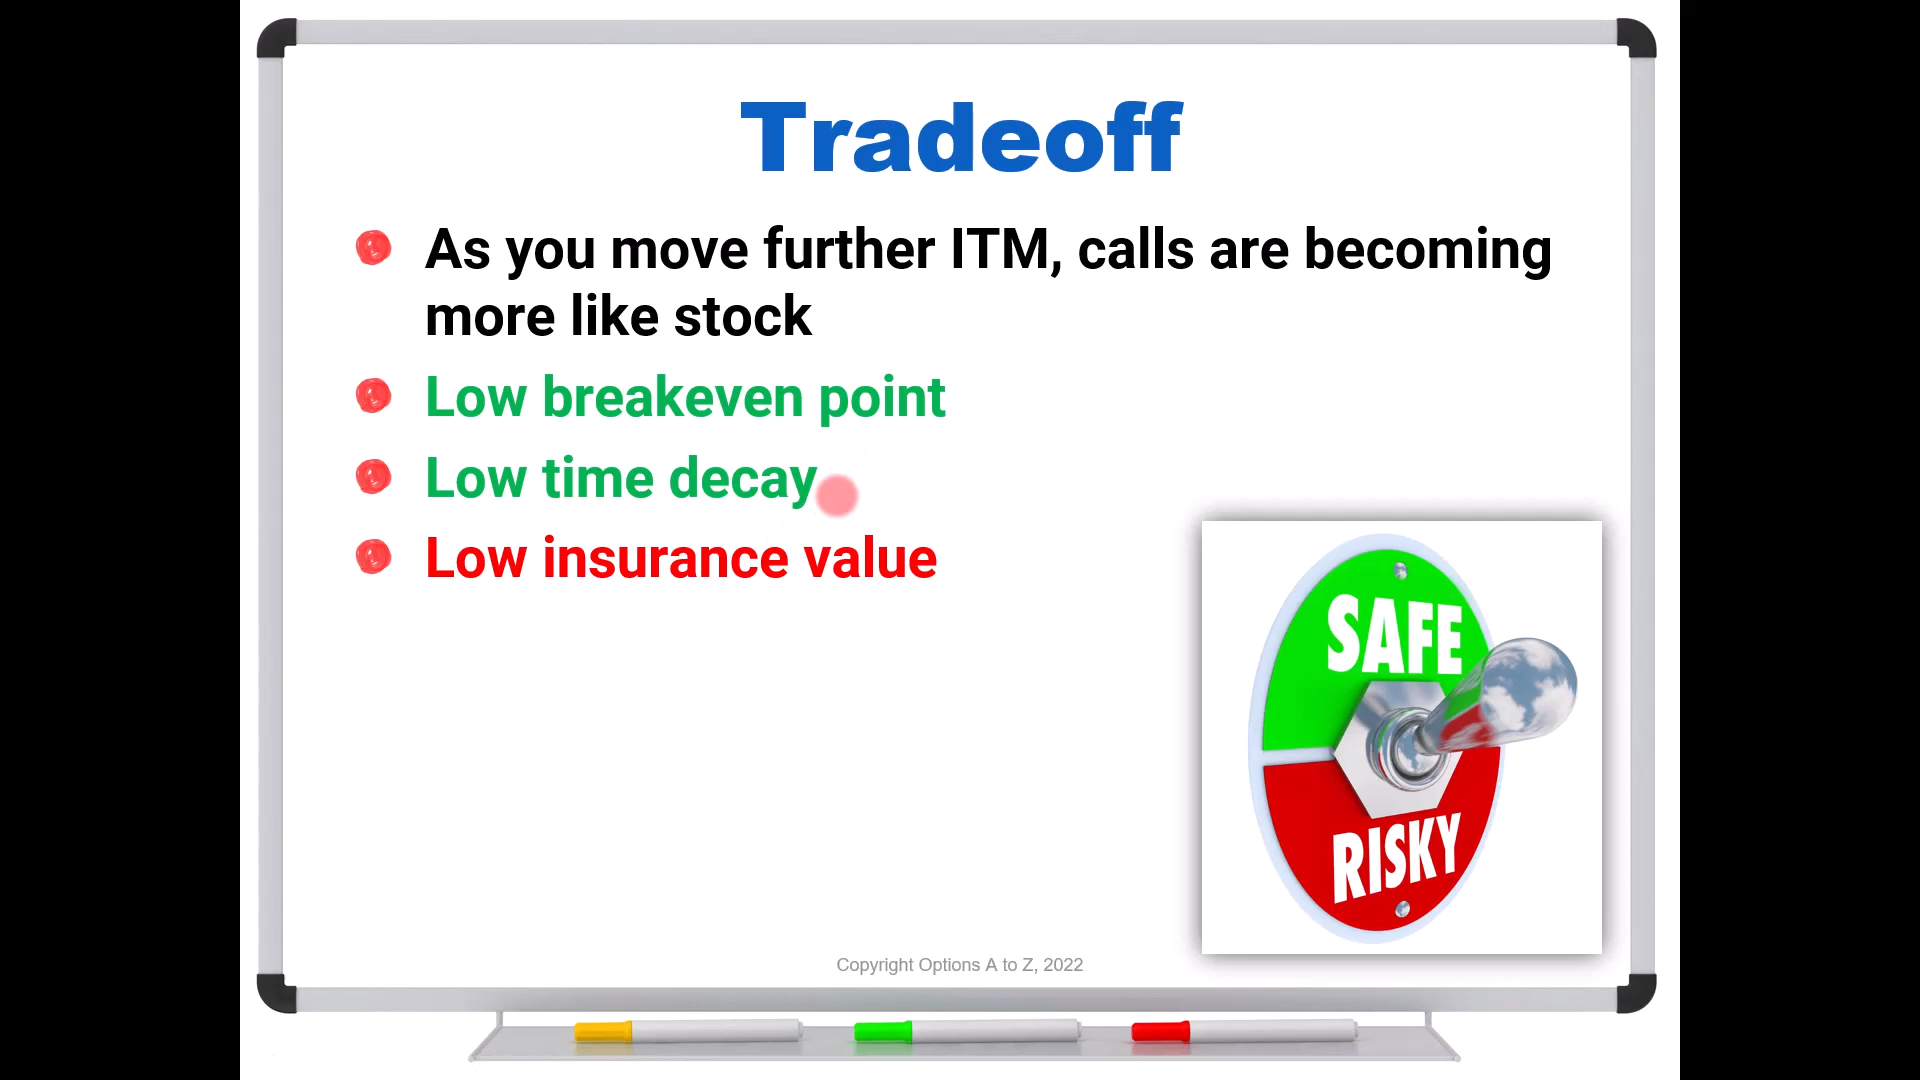 Tradeoff
As you move further ITM, calls are becoming
more like stock
Low breakeven point
Low time decay
Low insurance value
SAFE
RISKY
Copyright Options A to Z, 2022